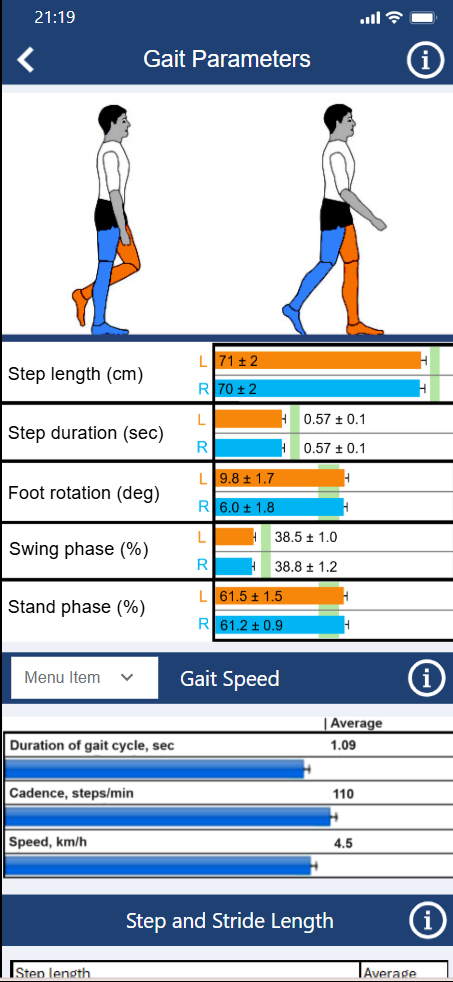 21:19
Gait Parameters
i
Step length (cm)
L 71 ± 2
R 70 ± 2
Step duration (sec)
L 0.57 ± 0.1
R 0.57 ± 0.1
Foot rotation (deg)
L 9.8 ± 1.7
R 6.0 ± 1.8
Swing phase (%)
L 38.5 ± 1.0
R 38.8 ± 1.2
Stand phase (%)
L 61.5 ± 1.5
R 61.2 ± 0.9
Menu Item
Gait Speed
i
| Average
Duration of gait cycle, sec 1.09
Cadence, steps/min 110
Speed, km/h 4.5
Step and Stride Length
i
Step length Average